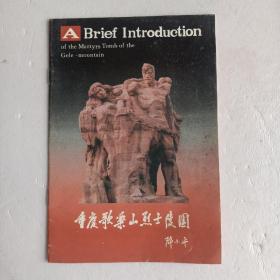 A Brief Introduction
of the Martyrs Tomb of the
Gele-mountain
重庆歌乐山烈士陵园